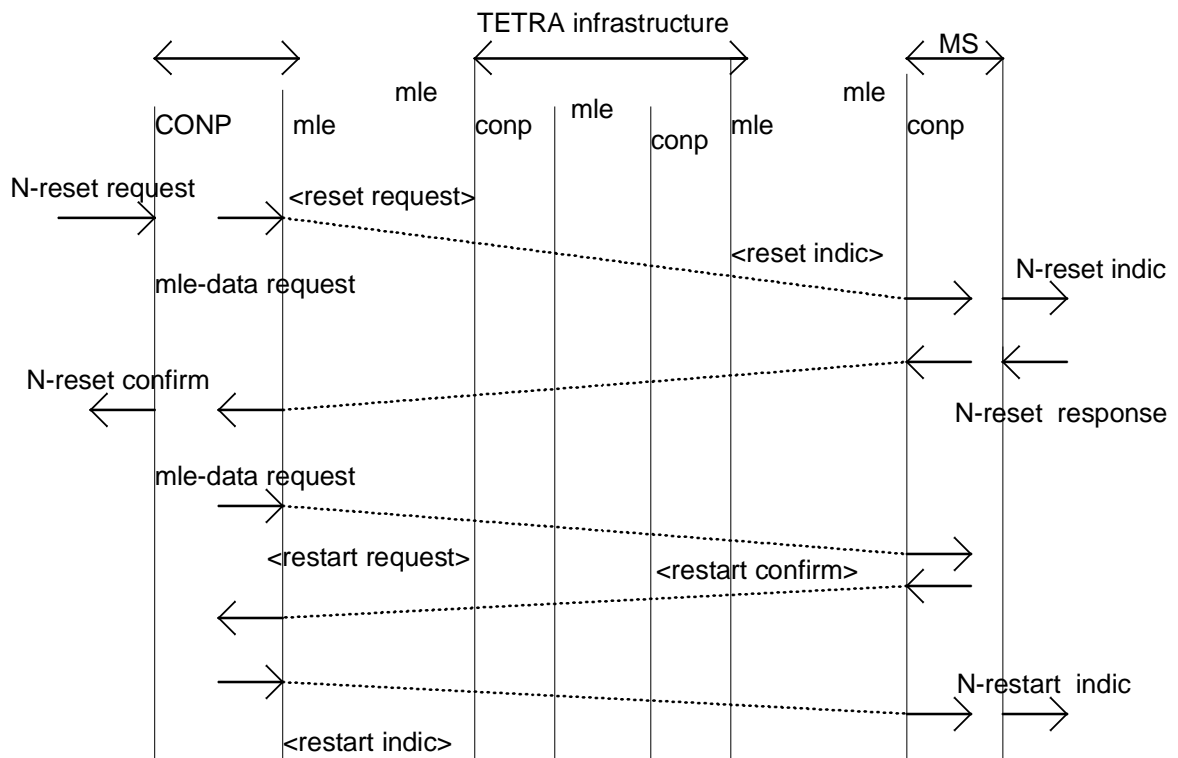 TETRA infrastructure
MS
mle
mle
mle
CONP
mle
conp
conp
mle
conp
N-reset request
<reset request>
<reset indic>
N-reset indic
mle-data request
N-reset confirm
N-reset response
mle-data request
<restart request>
<restart confirm>
N-restart indic
<restart indic>